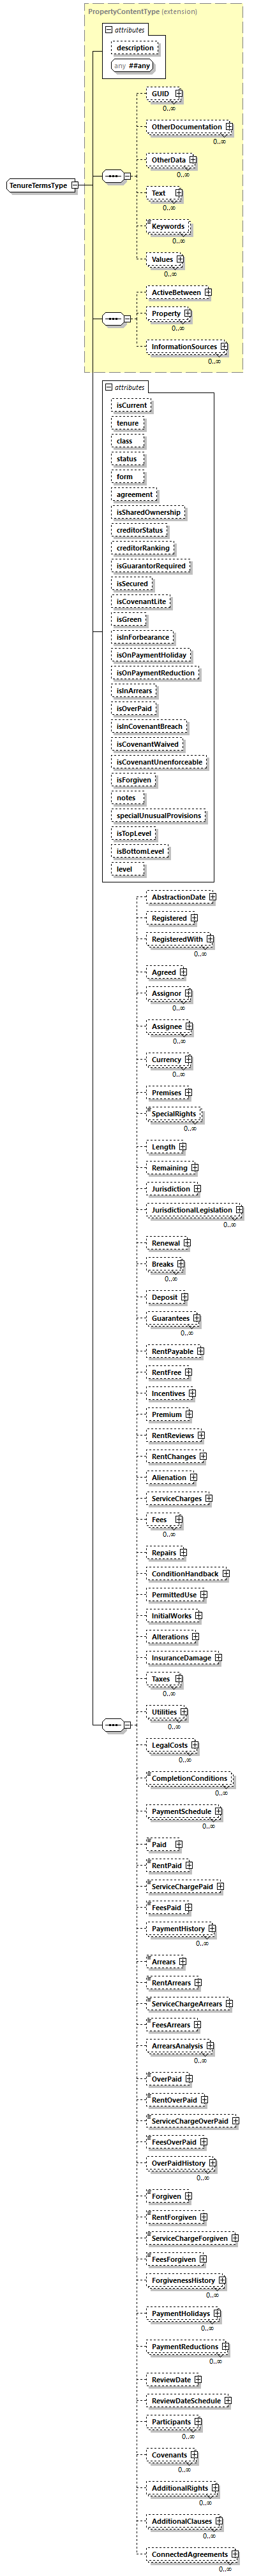 PropertyContentType (extension)
attributes
description
any ##any
GUID
0..∞
OtherDocumentation
0..∞
OtherData
0..∞
TenureTermsType
Text
0..∞
Keywords
0..∞
Values
0..∞
ActiveBetween
Property
0..∞
InformationSources
0..∞
attributes
isCurrent
tenure
class
status
form
agreement
isSharedOwnership
creditorStatus
creditorRanking
isGuarantorRequired
isSecured
isCovenantLite
isGreen
isInForbearance
isOnPaymentHoliday
isOnPaymentReduction
isInArrears
isOverPaid
isInCovenantBreach
isCovenantWaived
isCovenantUnenforceable
isForgiven
notes
specialUnusualProvisions
isTopLevel
isBottomLevel
level
AbstractionDate
Registered
RegisteredWith
0..∞
Agreed
Assignor
0..∞
Assignee
0..∞
Currency
0..∞
Premises
SpecialRights
0..∞
Length
Remaining
Jurisdiction
JurisdictionalLegislation
0..∞
Renewal
Breaks
0..∞
Deposit
Guarantees
0..∞
RentPayable
RentFree
Incentives
Premium
RentReviews
RentChanges
Alienation
ServiceCharges
Fees
0..∞
Repairs
ConditionHandback
PermittedUse
InitialWorks
Alterations
InsuranceDamage
Taxes
0..∞
Utilities
0..∞
LegalCosts
0..∞
CompletionConditions
0..∞
PaymentSchedule
0..∞
Paid
RentPaid
ServiceChargePaid
FeesPaid
PaymentHistory
0..∞
Arrears
RentArrears
ServiceChargeArrears
FeesArrears
ArrearsAnalysis
0..∞
OverPaid
RentOverPaid
ServiceChargeOverPaid
FeesOverPaid
OverPaidHistory
0..∞
Forgiven
RentForgiven
ServiceChargeForgiven
FeesForgiven
ForgivenessHistory
0..∞
PaymentHolidays
0..∞
PaymentReductions
0..∞
ReviewDate
ReviewDateSchedule
Participants
0..∞
Covenants
0..∞
AdditionalRights
0..∞
AdditionalClauses
0..∞
ConnectedAgreements
0..∞